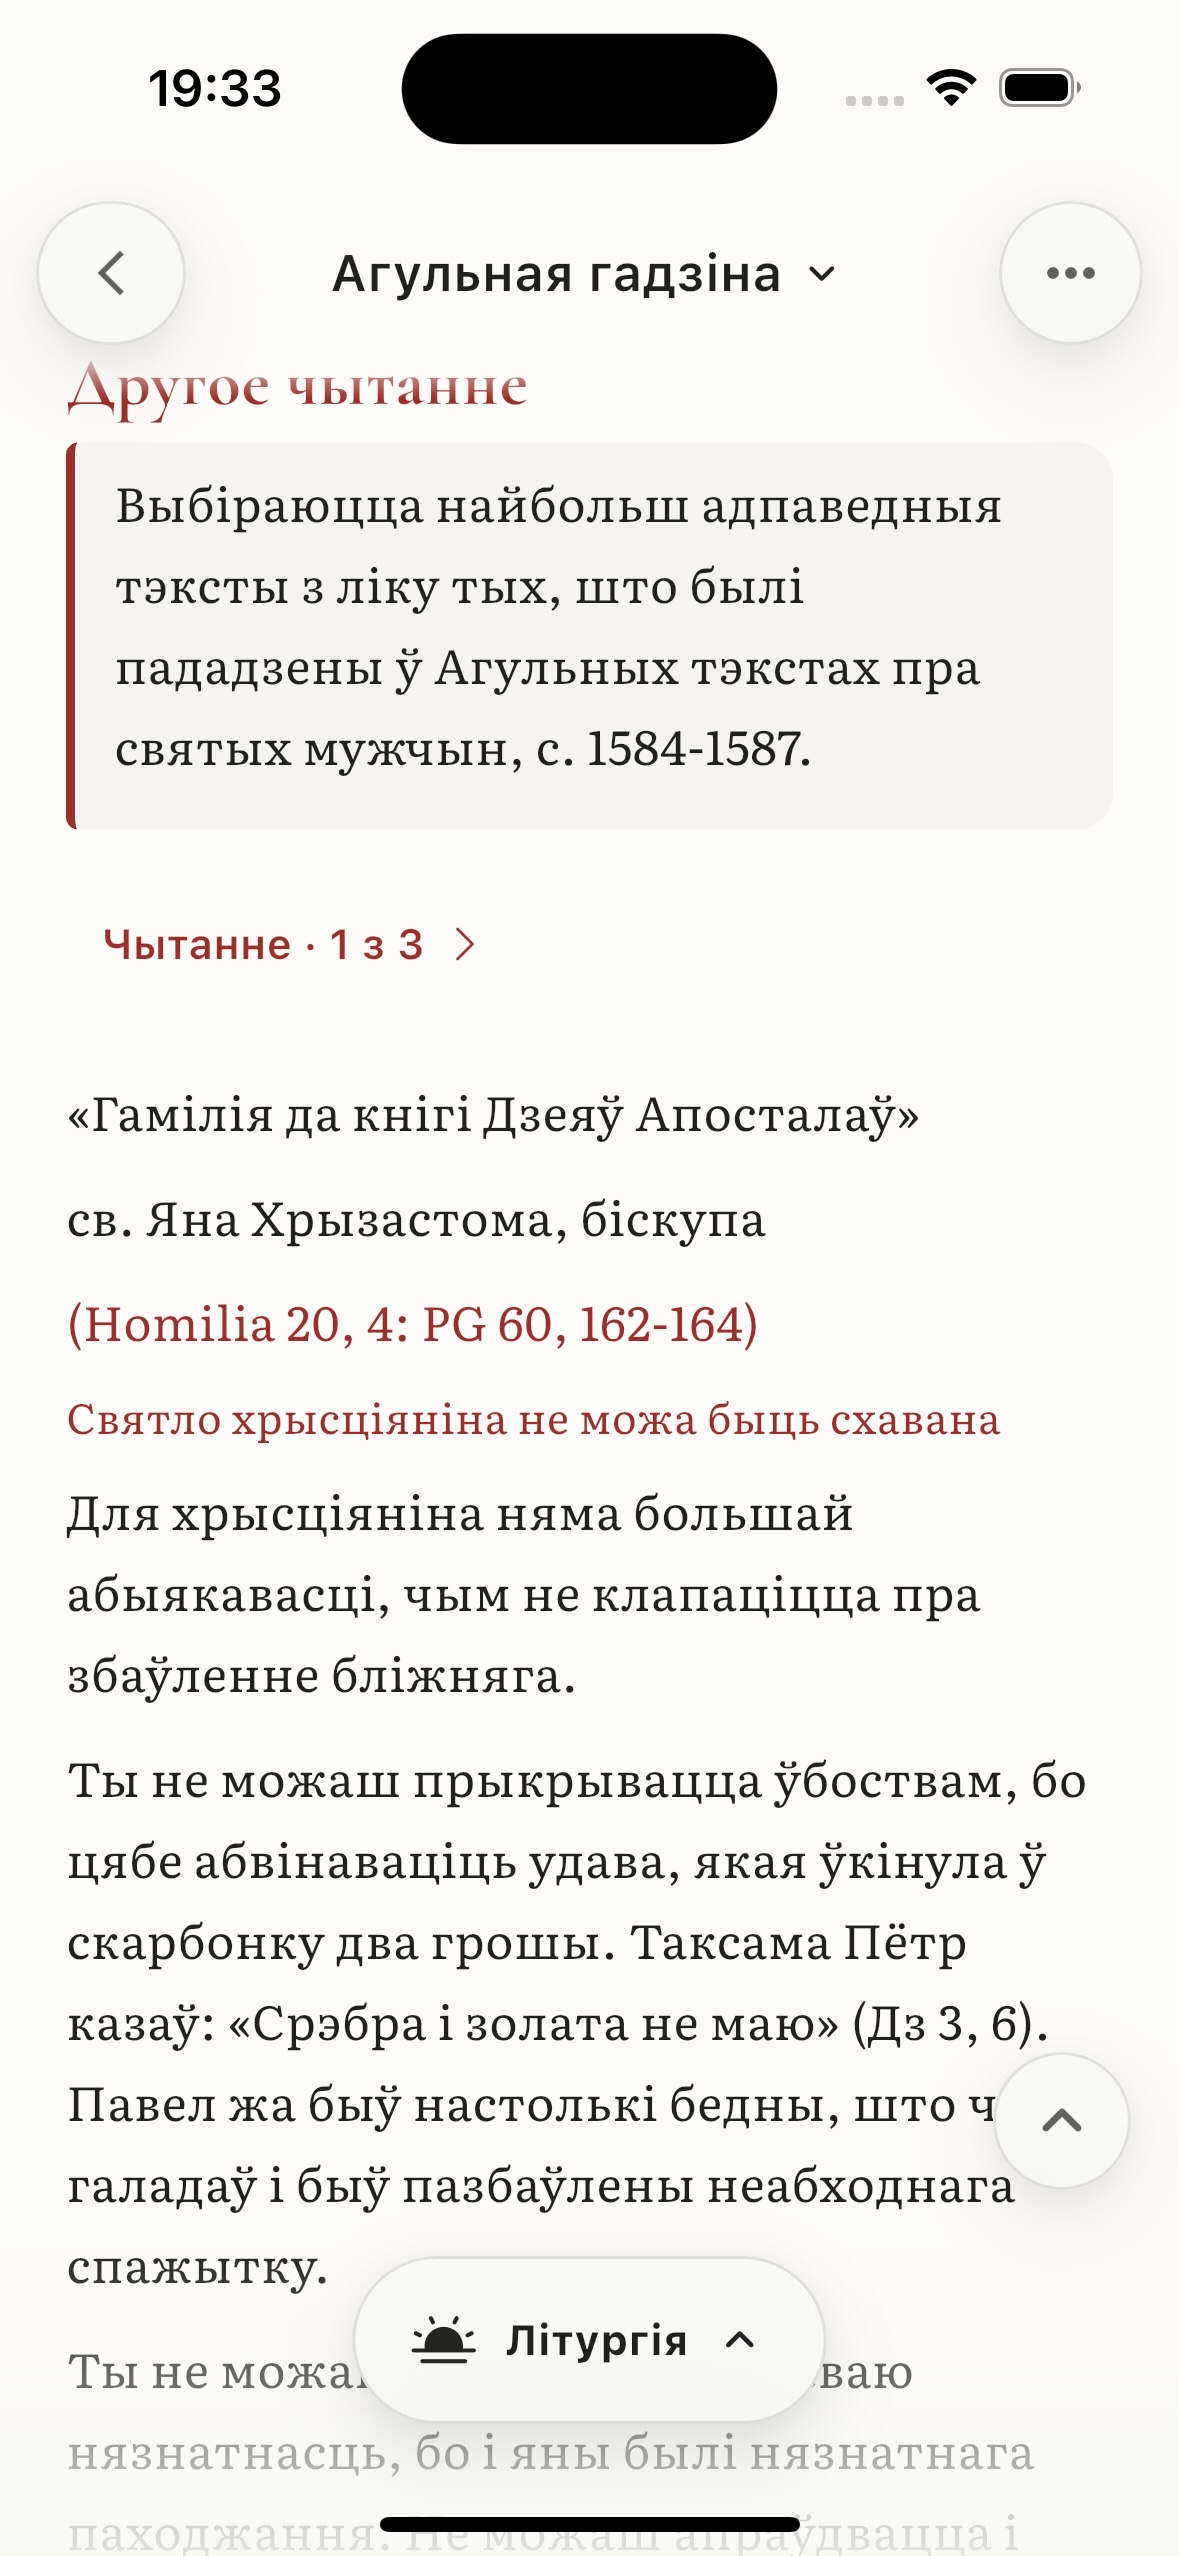 19:33
Агульная гадзіна
Другое чытанне
Выбіраюцца найбольш адпаведныя
тэксты з ліку тых, што былі
пададзены ў Агульных тэкстах пра
святых мужчын, с. 1584-1587.
Чытанне · 1 з 3
«Гамілія да кнігі Дзеяў Апосталаў»
св. Яна Хрызастома, біскупа
(Homilia 20, 4: PG 60, 162-164)
Святло хрысціяніна не можа быць схавана
Для хрысціяніна няма большай
абыякавасці, чым не клапаціцца пра
збаўленне бліжняга.
Ты не можаш прыкрывацца ўбоствам, бо
цябе абвінаваціць удава, якая ўкінула ў
скарбонку два грошы. Таксама Пётр
казаў: «Срэбра і золата не маю» (Дз 3, 6).
Павел жа быў настолькі бедны, што
галадаў і быў пазбаўлены неабходнага
спажытку.
Літургія
Ты не
нязнатнасць, бо і яны былі нязнатнага
паходжання. Не можаш апраўдвацца і